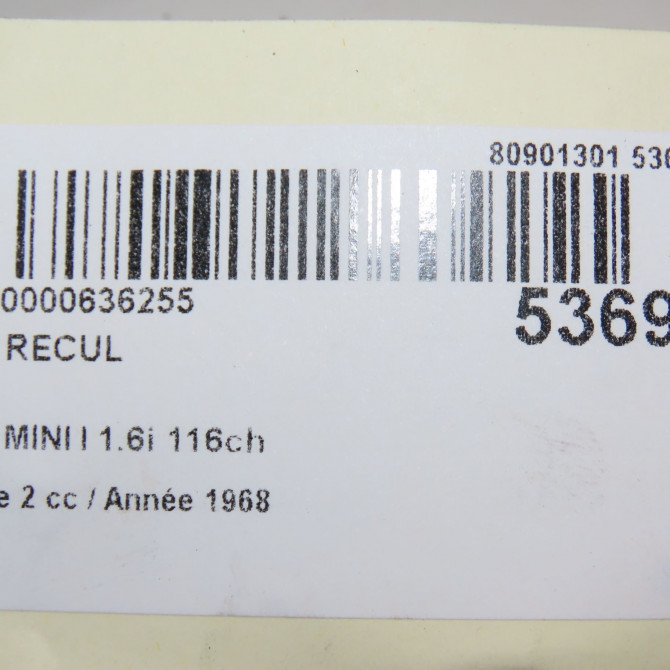 80901301 536
0000636255
5369
RECUL
MINI I 1.6i 116ch
e 2 cc / Année 1968